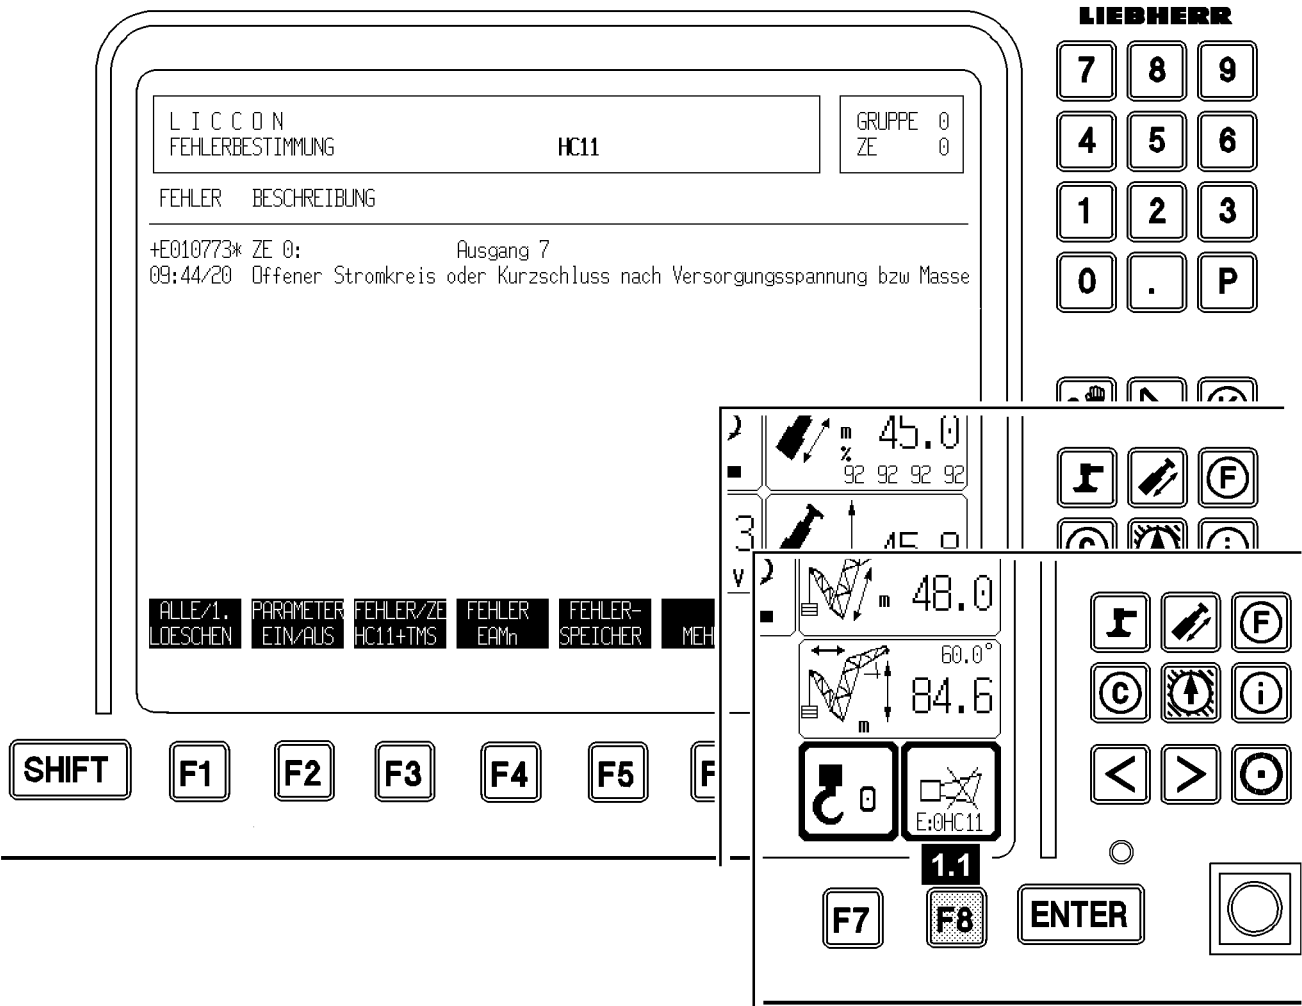 LIEBHERR
7 8 9
4 5 6
1 2 3
0 . P
LICCON
FEHLERBESTIMMUNG HC11
GRUPPE 0
ZE 0
FEHLER BESCHREIBUNG
+E010773* ZE 0: Ausgang 7
09:44/20 Offener Stromkreis oder Kurzschluss nach Versorgungsspannung bzw Masse
ALLE/1. PARAMETER FEHLER/ZE FEHLER FEHLER-
LOESCHEN EIN/AUS HC11+TMS EAMn SPEICHER MEH
SHIFT F1 F2 F3 F4 F5 F
m 45.0
%
92 92 92 92
3
V
F
m 48.0
60.0°
84.6
m
0
E:0HC11
1.1
F
C i
< >
F7 F8 ENTER